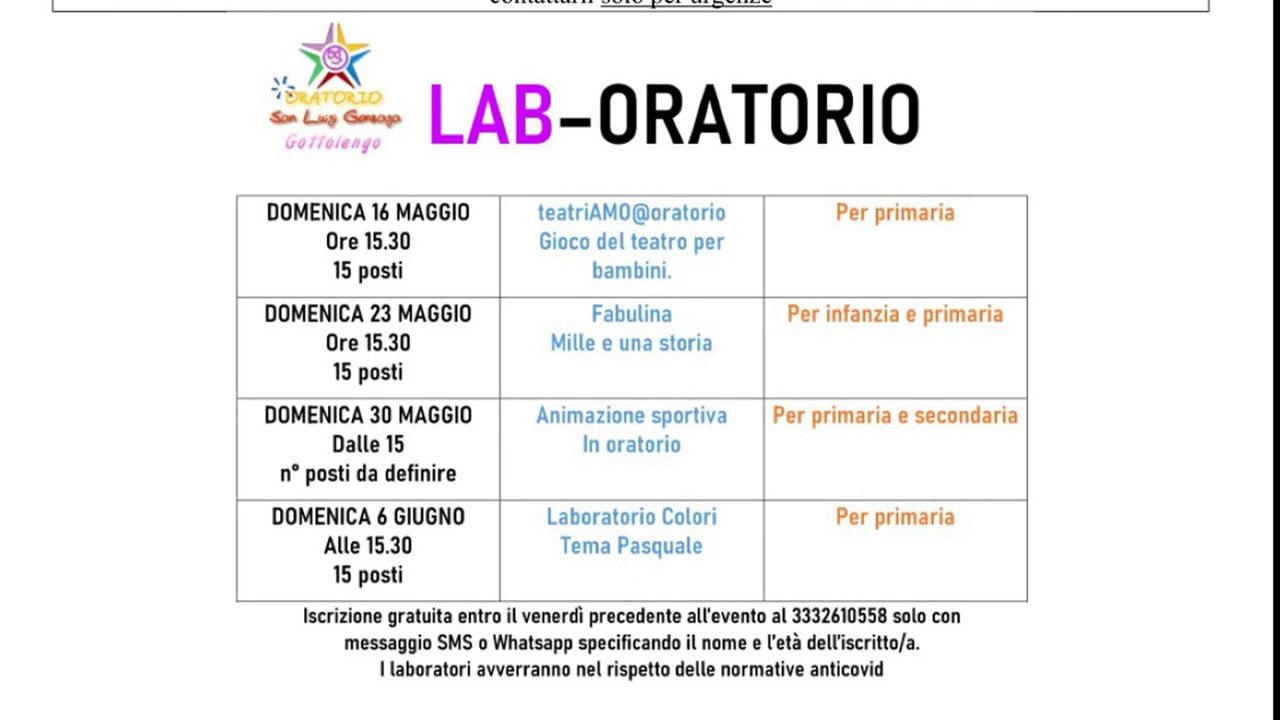 contattarli solo per urgenze
ORATORIO
San Luigi Gonzaga
Gottolengo
LAB-ORATORIO
DOMENICA 16 MAGGIO
Ore 15.30
15 posti
teatriAMO@oratorio
Gioco del teatro per
bambini.
Per primaria
DOMENICA 23 MAGGIO
Ore 15.30
15 posti
Fabulina
Mille e una storia
Per infanzia e primaria
DOMENICA 30 MAGGIO
Dalle 15
n° posti da definire
Animazione sportiva
In oratorio
Per primaria e secondaria
DOMENICA 6 GIUGNO
Alle 15.30
15 posti
Laboratorio Colori
Tema Pasquale
Per primaria
Iscrizione gratuita entro il venerdì precedente all'evento al 3332610558 solo con
messaggio SMS o Whatsapp specificando il nome e l'età dell'iscritto/a.
I laboratori avverranno nel rispetto delle normative anticovid